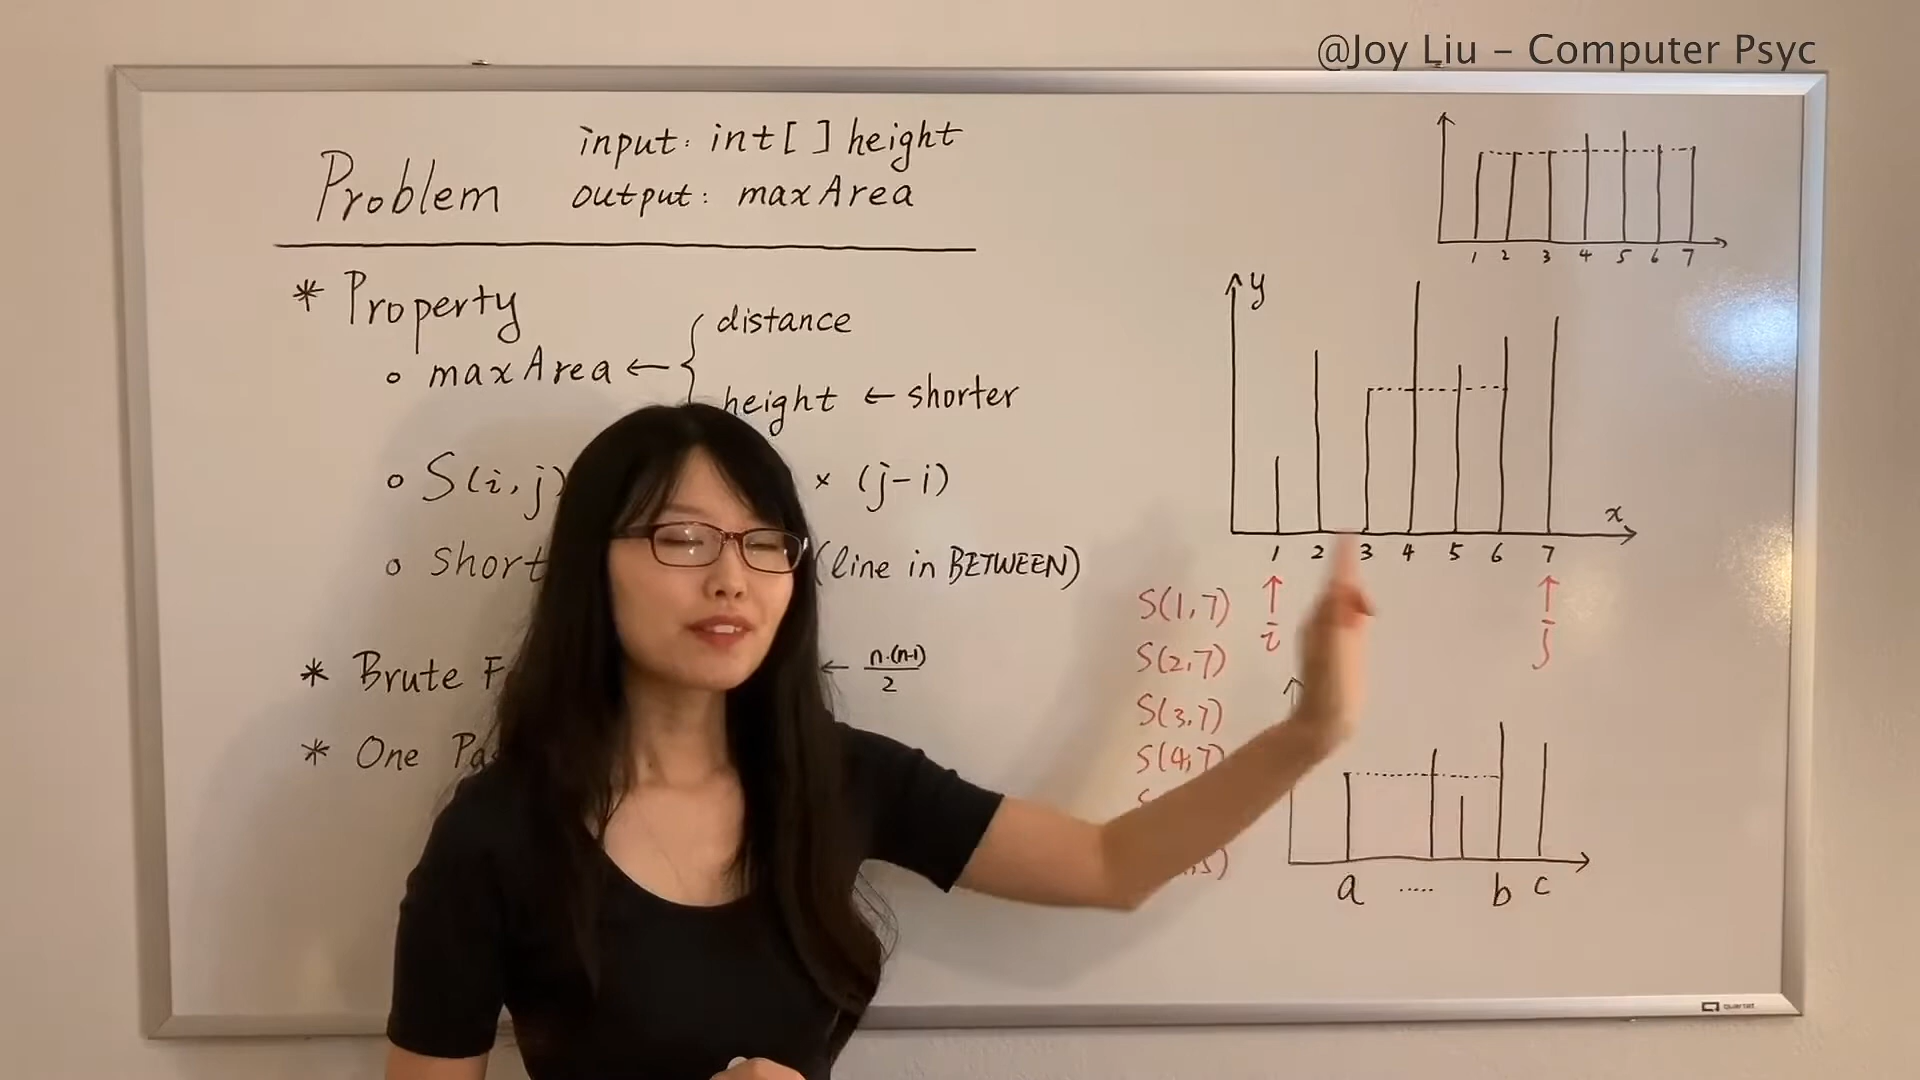 @Joy Liu – Computer Psyc
Problem
input: int[ ] height
output: maxArea
* Property
o maxArea ← { distance
height ← shorter
o S(i,j) × (j-i)
o short (line in BETWEEN)
* Brute F ← n·(n-1)
2
* One Pa
1 2 3 4 5 6 7
y
x
1 2 3 4 5 6 7
i
j
S(1,7)
S(2,7)
S(3,7)
S(4,7)
a ..... b c
Quartet